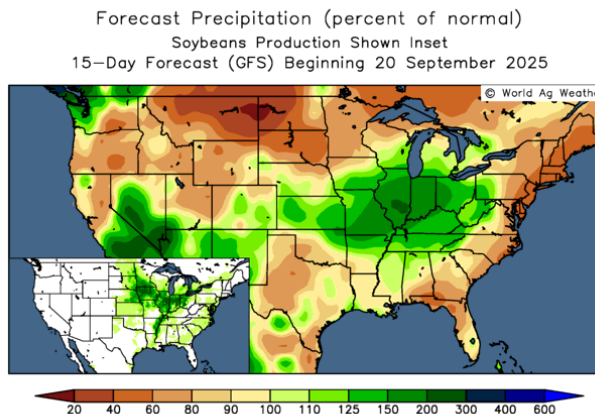 Forecast Precipitation (percent of normal)
Soybeans Production Shown Inset
15-Day Forecast (GFS) Beginning 20 September 2025
© World Ag Weathe
20 40 60 80 90 100 110 125 150 200 300 400 600